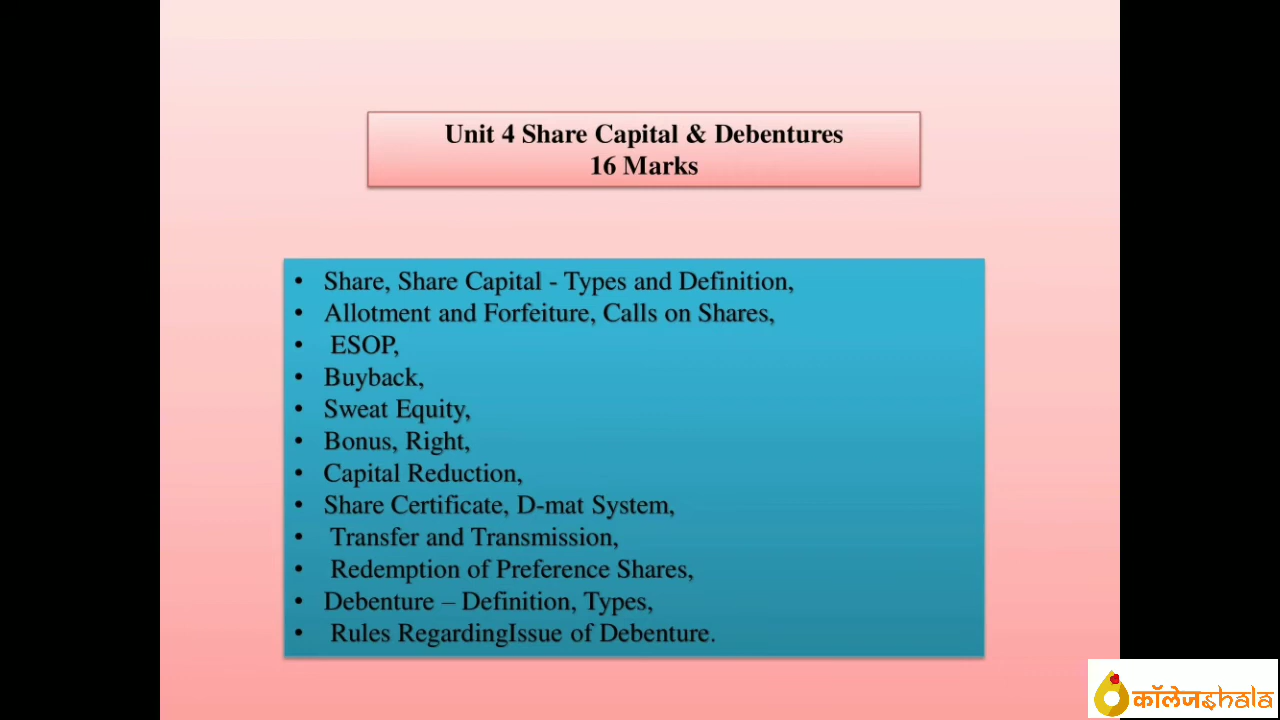 Unit 4 Share Capital & Debentures
16 Marks
• Share, Share Capital - Types and Definition,
• Allotment and Forfeiture, Calls on Shares,
• ESOP,
• Buyback,
• Sweat Equity,
• Bonus, Right,
• Capital Reduction,
• Share Certificate, D-mat System,
• Transfer and Transmission,
• Redemption of Preference Shares,
• Debenture – Definition, Types,
• Rules RegardingIssue of Debenture.
कॉलेजshala